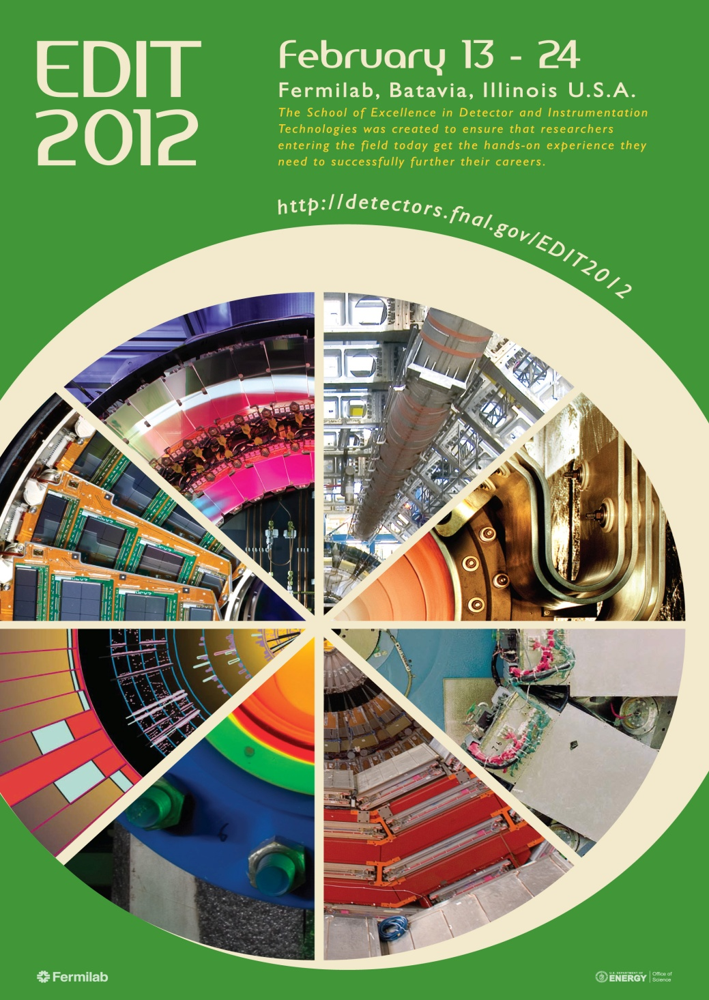 EDIT
2012
February 13 - 24
Fermilab, Batavia, Illinois U.S.A.
The School of Excellence in Detector and Instrumentation
Technologies was created to ensure that researchers
entering the field today get the hands-on experience they
need to successfully further their careers.
http://detectors.fnal.gov/EDIT2012
6
Fermilab
U.S. DEPARTMENT OF
ENERGY
Office of
Science